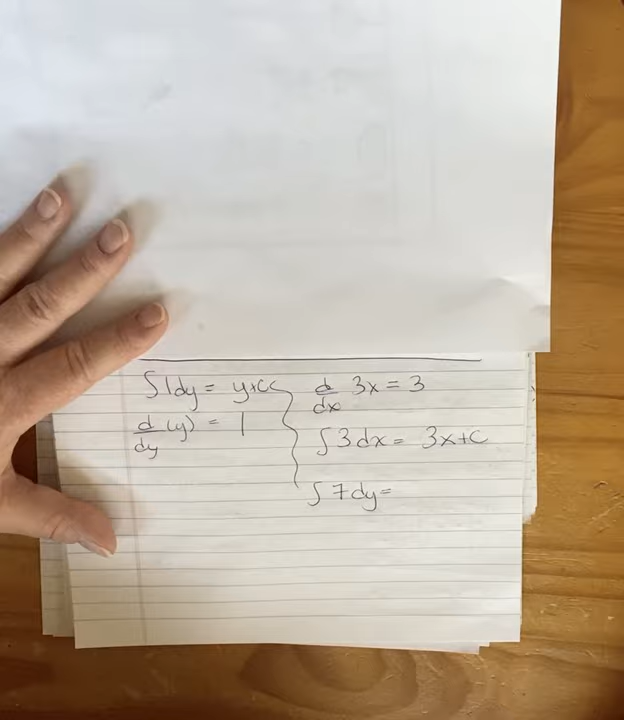 ∫1dy = y+c
d/dy (y) = 1
d/dx 3x = 3
∫3dx = 3x+c
∫7dy=